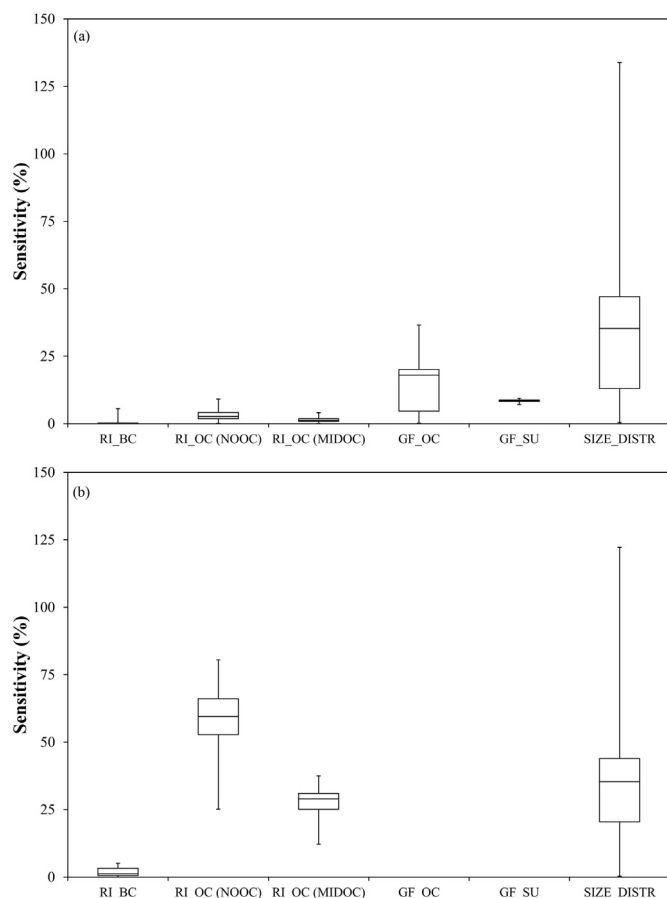 150
(a)
125
100
75
50
25
0
Sensitivity (%)
RI_BC RI_OC (NOOC) RI_OC (MIDOC) GF_OC GF_SU SIZE_DISTR
150
(b)
125
100
75
50
25
0
Sensitivity (%)
RI_BC RI_OC (NOOC) RI_OC (MIDOC) GF_OC GF_SU SIZE_DISTR